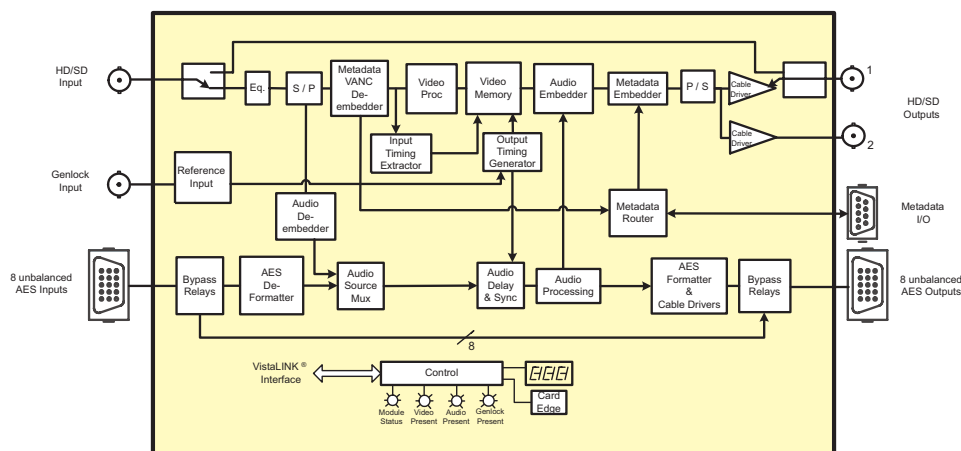 HD/SD
Input
Eq.
S / P
Metadata
VANC
De-
embedder
Video
Proc
Video
Memory
Audio
Embedder
Metadata
Embedder
P / S
Cable
Driver
1
HD/SD
Outputs
Cable
Driver
2
Input
Timing
Extractor
Output
Timing
Generator
Genlock
Input
Reference
Input
Audio
De-
embedder
Metadata
Router
Metadata
I/O
8 unbalanced
AES Inputs
Bypass
Relays
AES
De-
Formatter
Audio
Source
Mux
Audio
Delay
& Sync
Audio
Processing
AES
Formatter
&
Cable Drivers
Bypass
Relays
8 unbalanced
AES Outputs
8
VistaLINK ®
Interface
Control
Card
Edge
Module
Status
Video
Present
Audio
Present
Genlock
Present